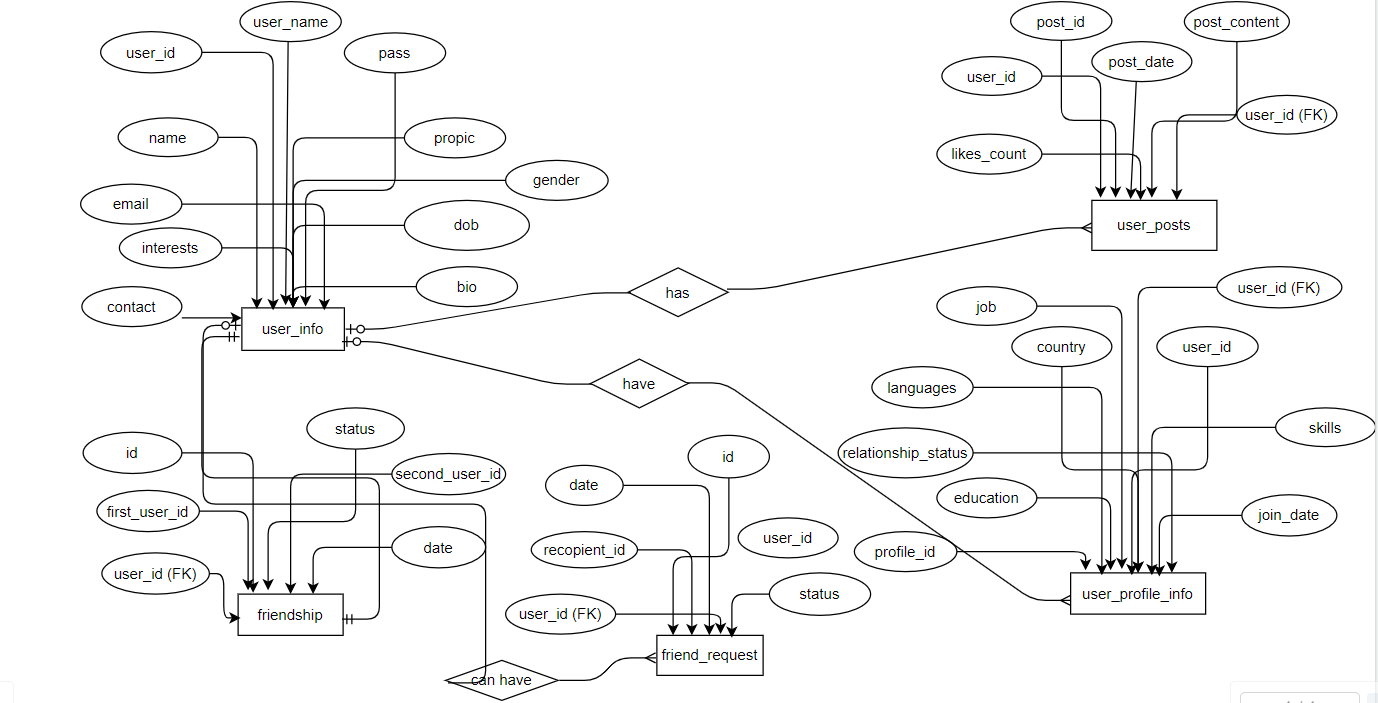 user_name
post_id
post_content
user_id
pass
post_date
user_id
user_id (FK)
name
propic
likes_count
gender
email
dob
user_posts
interests
bio
has
user_id (FK)
contact
job
user_info
country
user_id
have
languages
status
skills
id
relationship_status
id
second_user_id
date
education
first_user_id
join_date
user_id
date
recopient_id
profile_id
user_id (FK)
status
user_profile_info
friendship
user_id (FK)
friend_request
can have